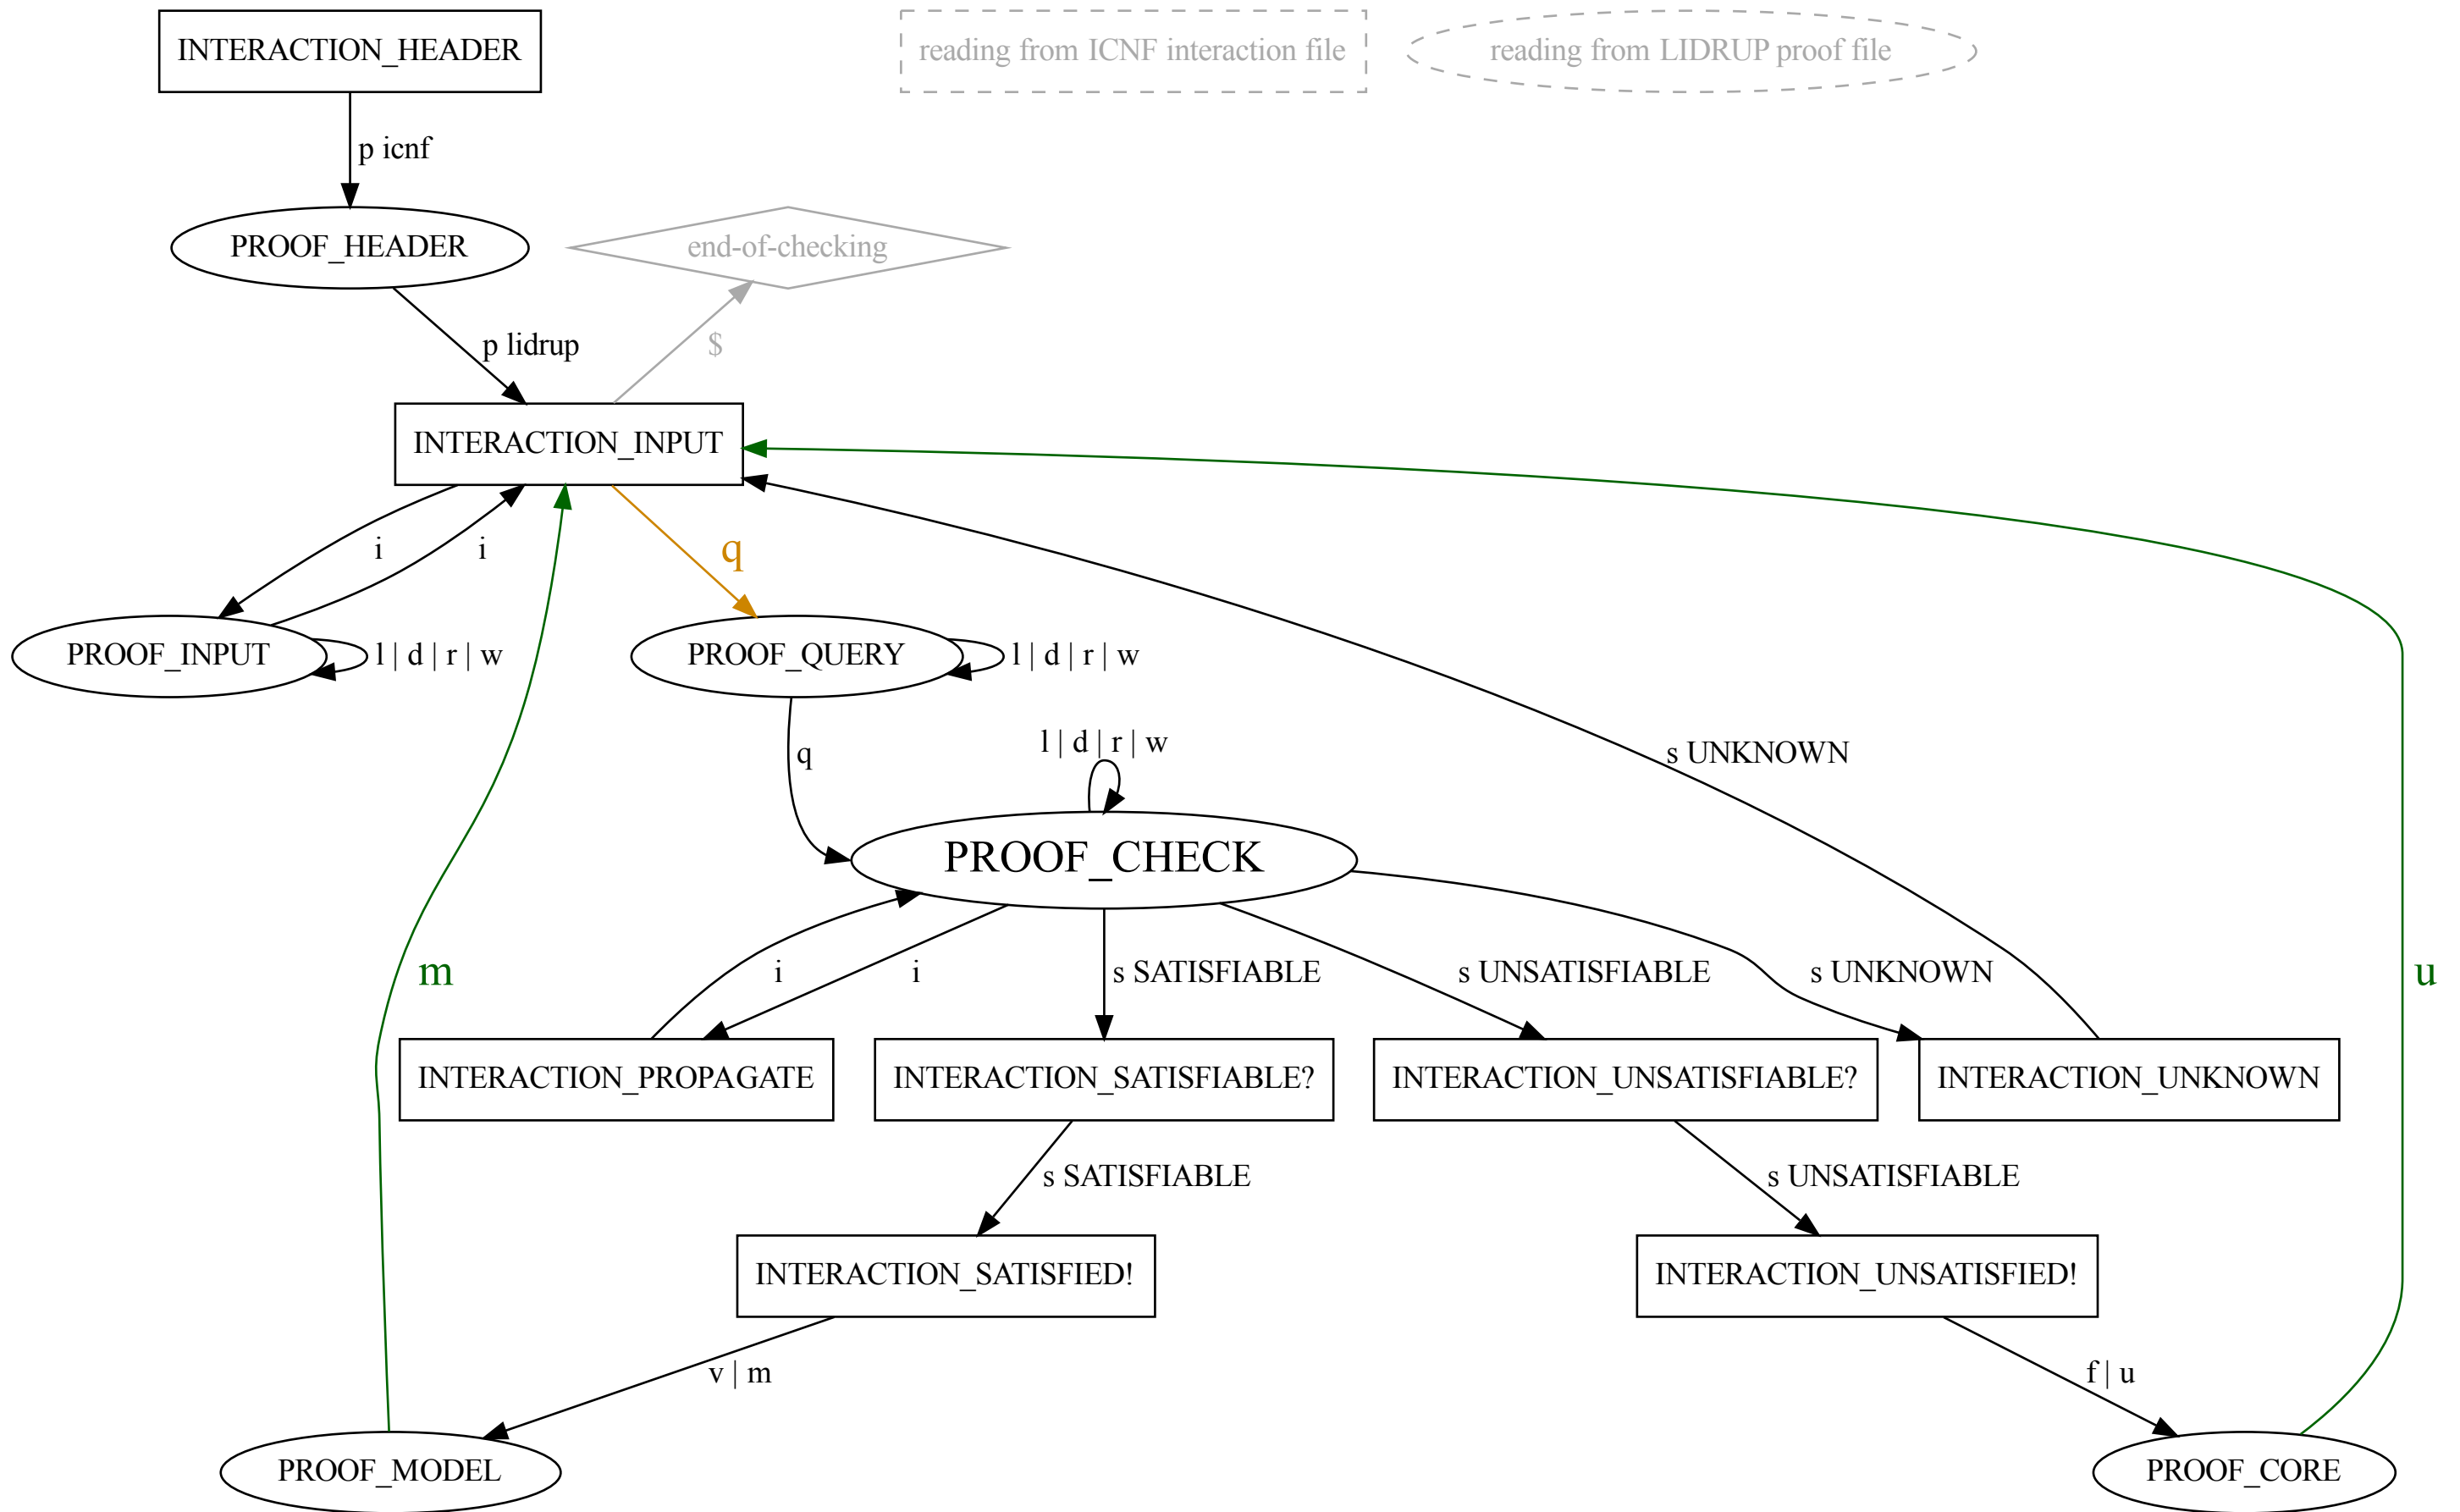 INTERACTION_HEADER
reading from ICNF interaction file
reading from LIDRUP proof file
p icnf
PROOF_HEADER
end-of-checking
p lidrup
$
INTERACTION_INPUT
i
i
q
PROOF_INPUT
l | d | r | w
PROOF_QUERY
l | d | r | w
q
l | d | r | w
s UNKNOWN
PROOF_CHECK
m
i
i
s SATISFIABLE
s UNSATISFIABLE
s UNKNOWN
u
INTERACTION_PROPAGATE
INTERACTION_SATISFIABLE?
INTERACTION_UNSATISFIABLE?
INTERACTION_UNKNOWN
s SATISFIABLE
s UNSATISFIABLE
INTERACTION_SATISFIED!
INTERACTION_UNSATISFIED!
v | m
f | u
PROOF_MODEL
PROOF_CORE